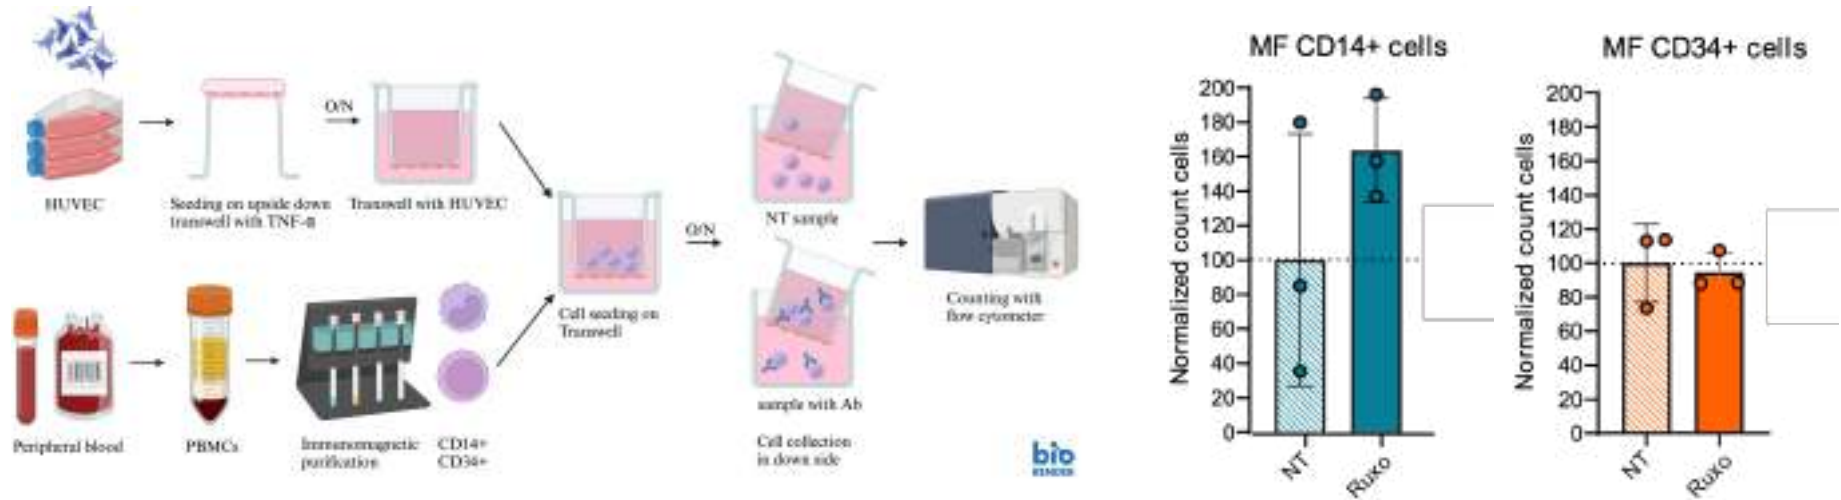 HUVEC
Seeding on upside down
transwell with TNF-α
O/N
Transwell with HUVEC
Peripheral blood
PBMCs
Immunomagnetic
purification
CD14+
CD34+
Cell seeding on
Transwell
O/N
NT sample
sample with Ab
Cell collection
in down side
Counting with
flow cytometer
bio
RENDER
MF CD14+ cells
Normalized count cells
200
180
160
140
120
100
80
60
40
20
0
NT
Ruxo
MF CD34+ cells
Normalized count cells
200
180
160
140
120
100
80
60
40
20
0
NT
Ruxo